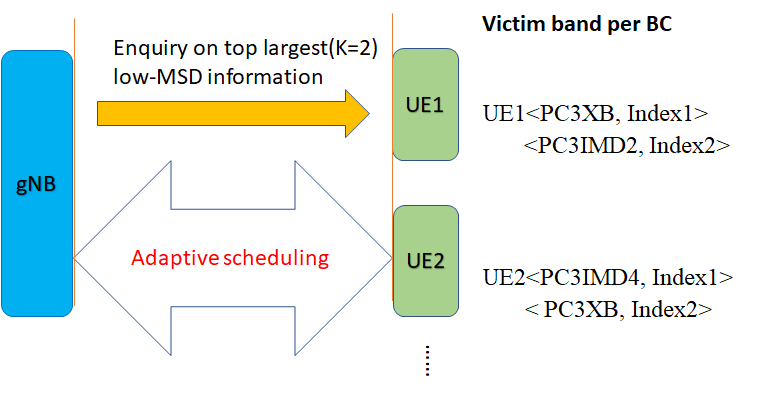 Victim band per BC
Enquiry on top largest(K=2)
low-MSD information
gNB
UE1
UE1<PC3XB, Index1>
<PC3IMD2, Index2>
Adaptive scheduling
UE2
UE2<PC3IMD4, Index1>
< PC3XB, Index2>